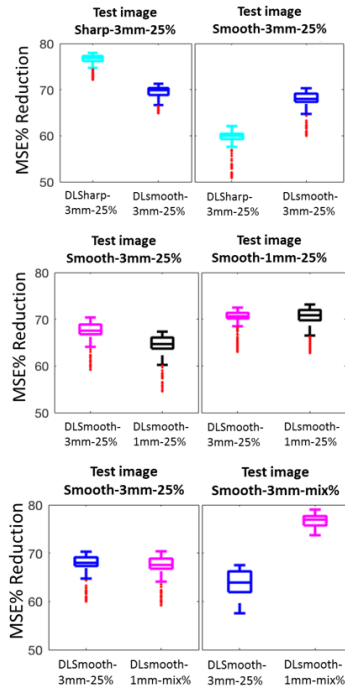 Test image
Sharp-3mm-25%
Test image
Smooth-3mm-25%
MSE% Reduction
80
70
60
50
DLSharp-
3mm-25%
DLsmooth-
3mm-25%
DLSharp-
3mm-25%
DLsmooth-
3mm-25%
Test image
Smooth-3mm-25%
Test image
Smooth-1mm-25%
MSE% Reduction
80
70
60
50
DLSmooth-
3mm-25%
DLsmooth-
1mm-25%
DLSmooth-
3mm-25%
DLsmooth-
1mm-25%
Test image
Smooth-3mm-25%
Test image
Smooth-3mm-mix%
MSE% Reduction
80
70
60
50
DLSmooth-
3mm-25%
DLsmooth-
1mm-mix%
DLSmooth-
3mm-25%
DLsmooth-
1mm-mix%